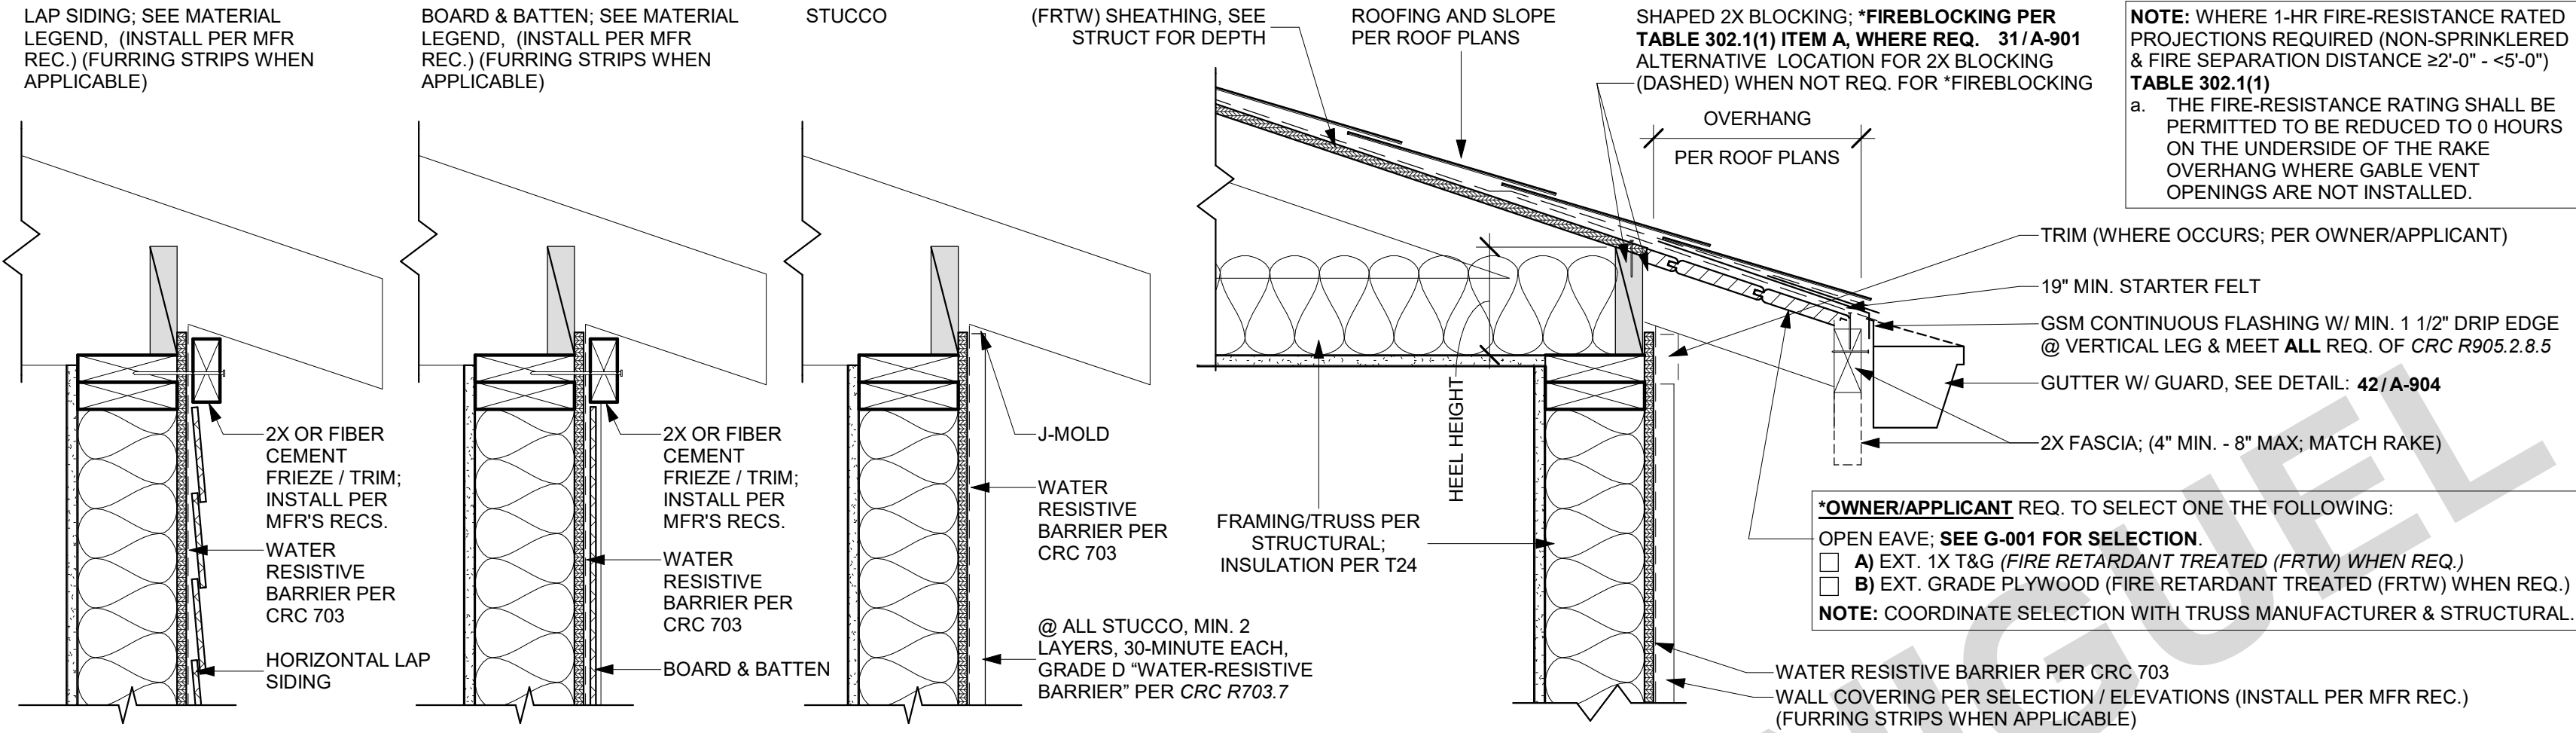 LAP SIDING; SEE MATERIAL
LEGEND, (INSTALL PER MFR
REC.) (FURRING STRIPS WHEN
APPLICABLE)
BOARD & BATTEN; SEE MATERIAL
LEGEND, (INSTALL PER MFR
REC.) (FURRING STRIPS WHEN
APPLICABLE)
STUCCO
(FRTW) SHEATHING, SEE
STRUCT FOR DEPTH
ROOFING AND SLOPE
PER ROOF PLANS
SHAPED 2X BLOCKING; *FIREBLOCKING PER
TABLE 302.1(1) ITEM A, WHERE REQ. 31/A-901
ALTERNATIVE LOCATION FOR 2X BLOCKING
(DASHED) WHEN NOT REQ. FOR *FIREBLOCKING
OVERHANG
PER ROOF PLANS
NOTE: WHERE 1-HR FIRE-RESISTANCE RATED
PROJECTIONS REQUIRED (NON-SPRINKLERED
& FIRE SEPARATION DISTANCE ≥2'-0" - <5'-0")
TABLE 302.1(1)
a. THE FIRE-RESISTANCE RATING SHALL BE
PERMITTED TO BE REDUCED TO 0 HOURS
ON THE UNDERSIDE OF THE RAKE
OVERHANG WHERE GABLE VENT
OPENINGS ARE NOT INSTALLED.
TRIM (WHERE OCCURS; PER OWNER/APPLICANT)
19" MIN. STARTER FELT
GSM CONTINUOUS FLASHING W/ MIN. 1 1/2" DRIP EDGE
@ VERTICAL LEG & MEET ALL REQ. OF CRC R905.2.8.5
GUTTER W/ GUARD, SEE DETAIL: 42/A-904
2X FASCIA; (4" MIN. - 8" MAX; MATCH RAKE)
2X OR FIBER
CEMENT
FRIEZE / TRIM;
INSTALL PER
MFR'S RECS.
WATER
RESISTIVE
BARRIER PER
CRC 703
HORIZONTAL LAP
SIDING
2X OR FIBER
CEMENT
FRIEZE / TRIM;
INSTALL PER
MFR'S RECS.
WATER
RESISTIVE
BARRIER PER
CRC 703
BOARD & BATTEN
J-MOLD
WATER
RESISTIVE
BARRIER PER
CRC 703
@ ALL STUCCO, MIN. 2
LAYERS, 30-MINUTE EACH,
GRADE D “WATER-RESISTIVE
BARRIER” PER CRC R703.7
HEEL HEIGHT
FRAMING/TRUSS PER
STRUCTURAL;
INSULATION PER T24
*OWNER/APPLICANT REQ. TO SELECT ONE THE FOLLOWING:
OPEN EAVE; SEE G-001 FOR SELECTION.
A) EXT. 1X T&G (FIRE RETARDANT TREATED (FRTW) WHEN REQ.)
B) EXT. GRADE PLYWOOD (FIRE RETARDANT TREATED (FRTW) WHEN REQ.)
NOTE: COORDINATE SELECTION WITH TRUSS MANUFACTURER & STRUCTURAL.
WATER RESISTIVE BARRIER PER CRC 703
WALL COVERING PER SELECTION / ELEVATIONS (INSTALL PER MFR REC.)
(FURRING STRIPS WHEN APPLICABLE)